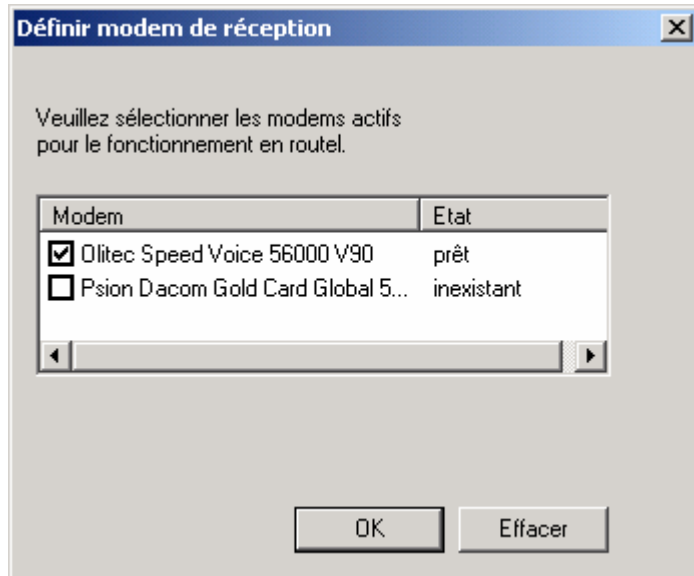 Définir modem de réception
Veuillez sélectionner les modems actifs
pour le fonctionnement en routel.
Modem Etat
Olitec Speed Voice 56000 V90 prêt
Psion Dacom Gold Card Global 5... inexistant
OK Effacer